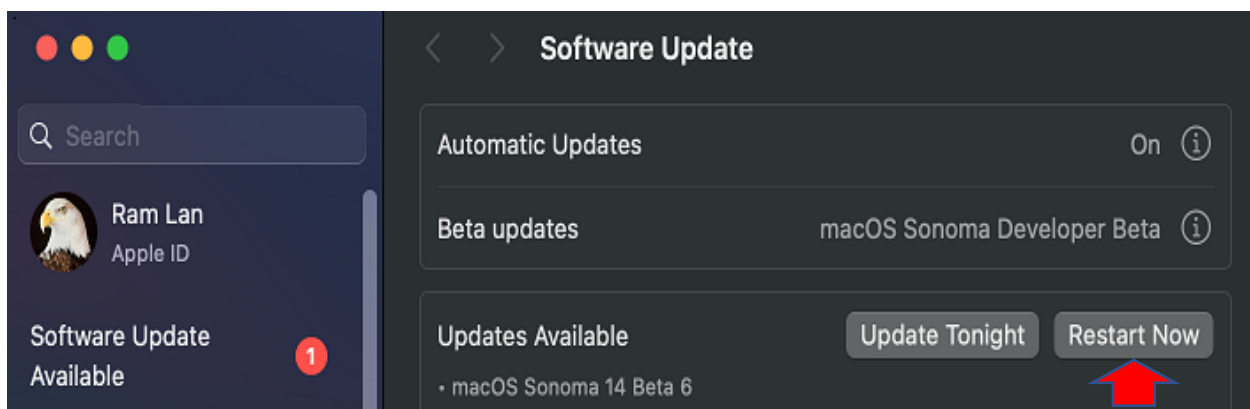 Software Update
Search
Ram Lan
Apple ID
Software Update
Available
1
Automatic Updates On
Beta updates macOS Sonoma Developer Beta
Updates Available Update Tonight Restart Now
• macOS Sonoma 14 Beta 6